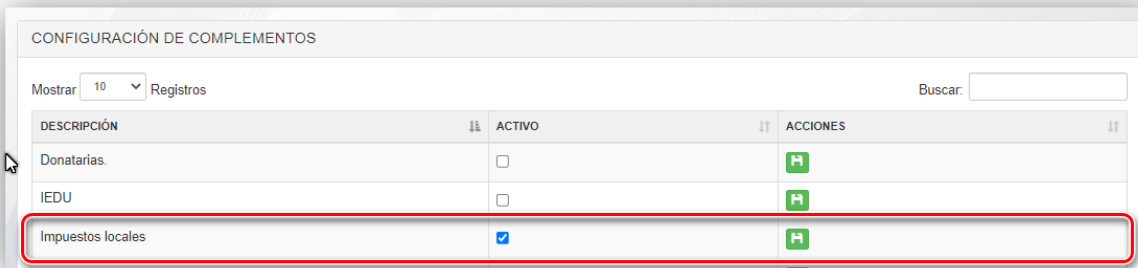 CONFIGURACIÓN DE COMPLEMENTOS
Mostrar 10 Registros Buscar:
DESCRIPCIÓN ACTIVO ACCIONES
Donatarias.
IEDU
Impuestos locales